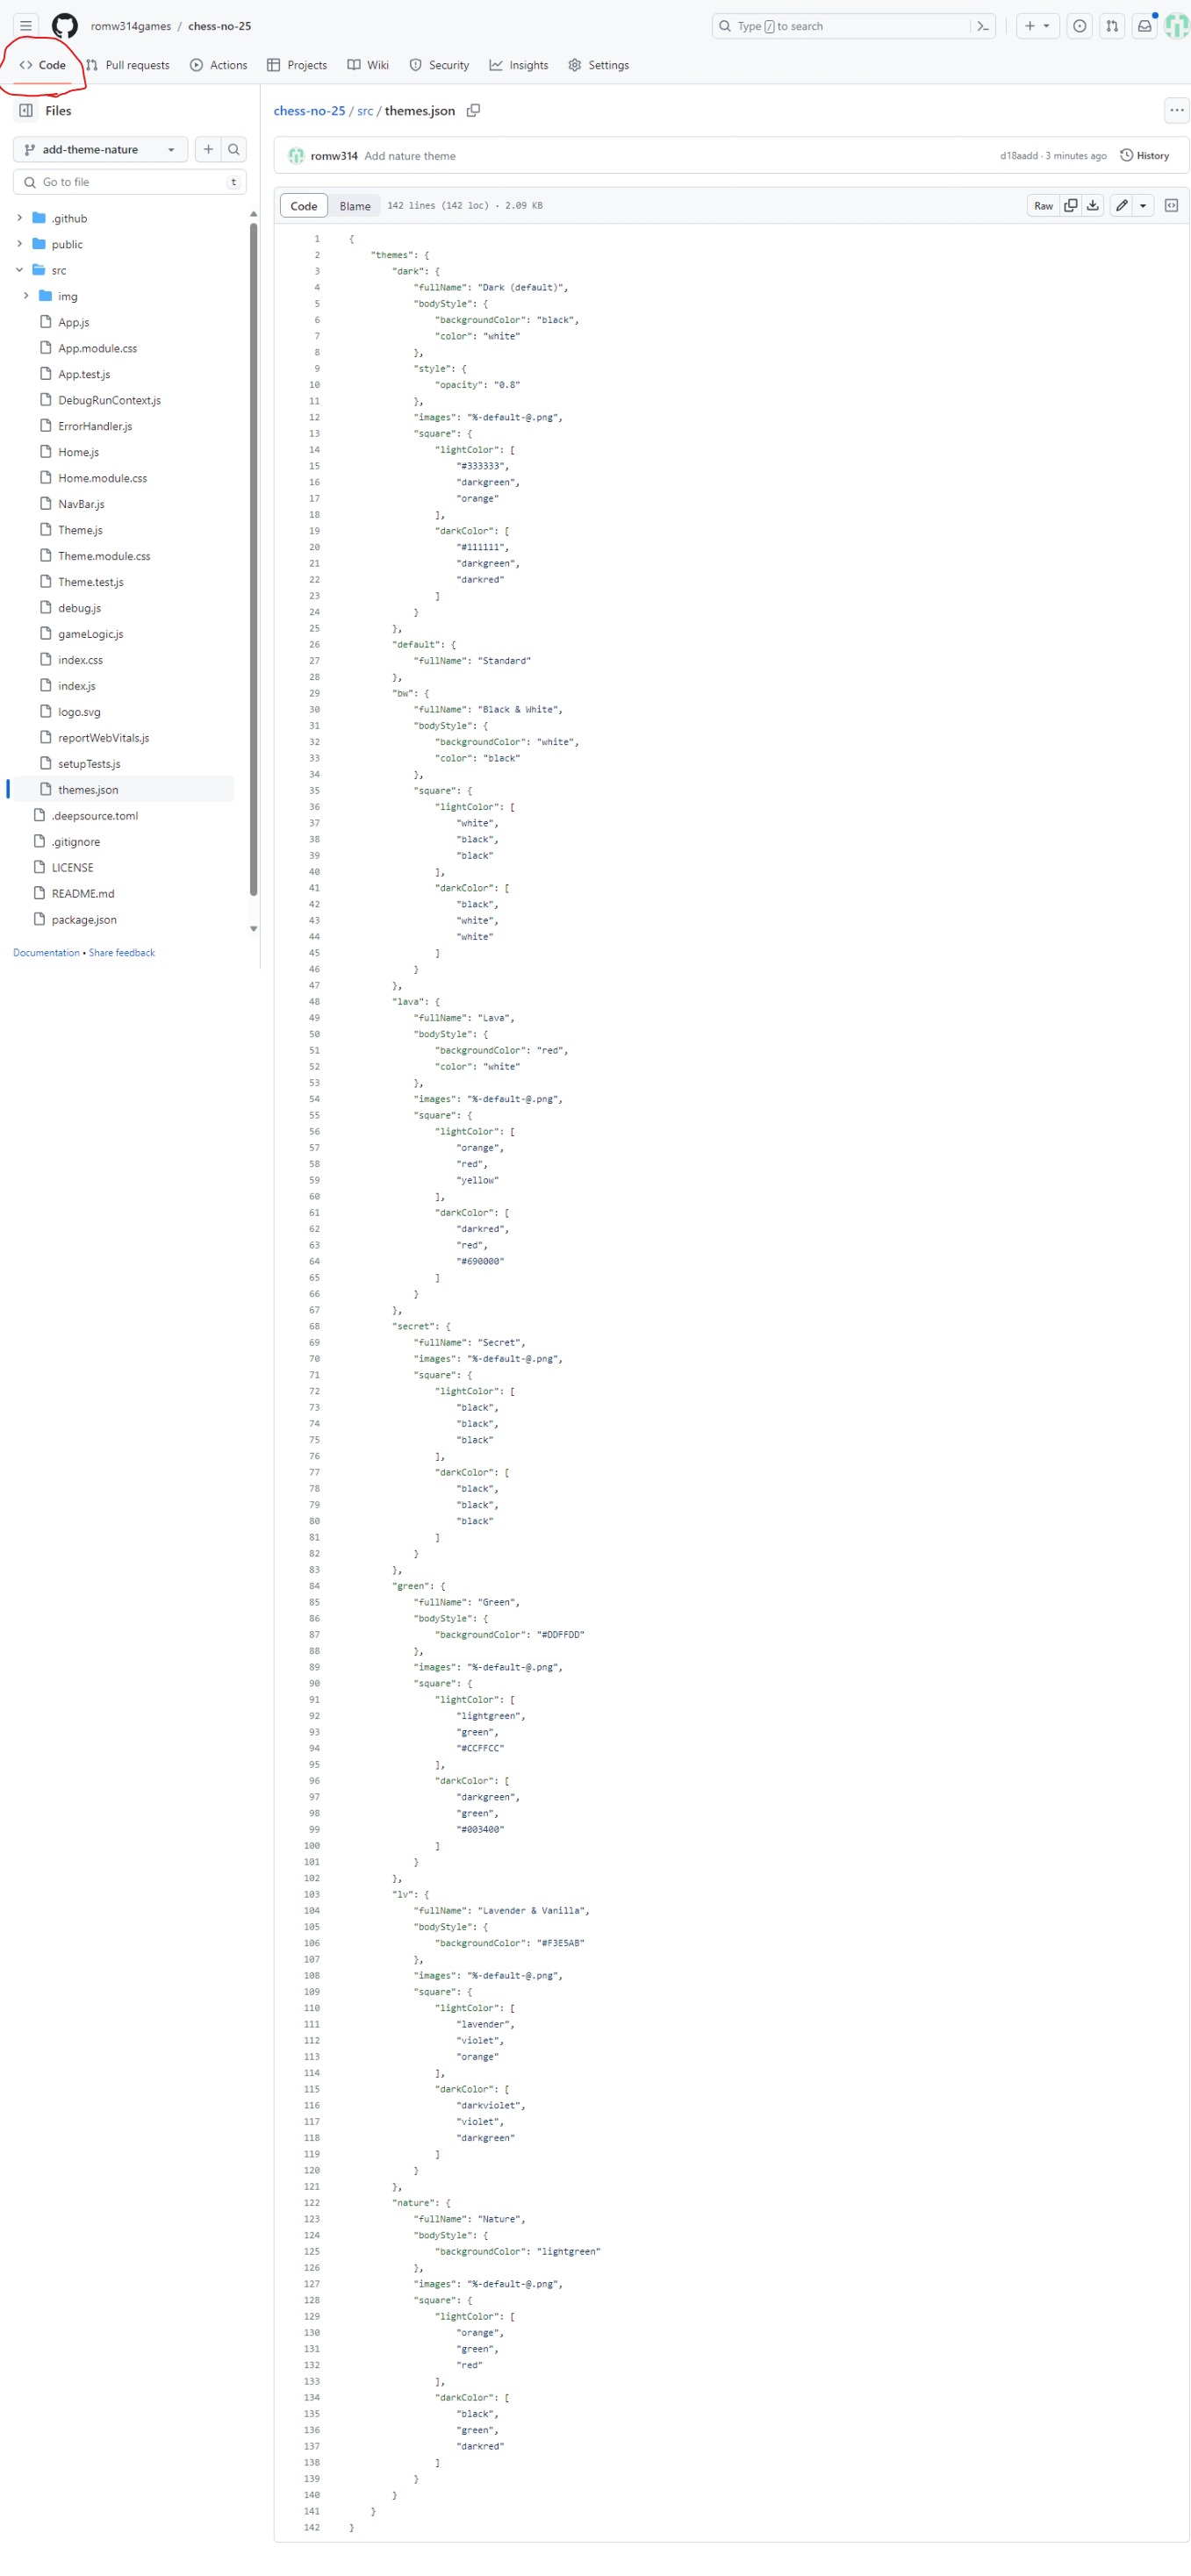 romw314games / chess-no-25
Type / to search
Code Pull requests Actions Projects Wiki Security Insights Settings
Files
add-theme-nature
Go to file t
.github
public
src
img
App.js
App.module.css
App.test.js
DebugRunContext.js
ErrorHandler.js
Home.js
Home.module.css
NavBar.js
Theme.js
Theme.module.css
Theme.test.js
debug.js
gameLogic.js
index.css
index.js
logo.svg
reportWebVitals.js
setupTests.js
themes.json
.deepsource.toml
.gitignore
LICENSE
README.md
package.json
Documentation • Share feedback
chess-no-25 / src / themes.json
romw314 Add nature theme d18aadd · 3 minutes ago History
Code Blame 142 lines (142 loc) · 2.09 KB Raw
1 {
2 "themes": {
3 "dark": {
4 "fullName": "Dark (default)",
5 "bodyStyle": {
6 "backgroundColor": "black",
7 "color": "white"
8 },
9 "style": {
10 "opacity": "0.8"
11 },
12 "images": "%-default-@.png",
13 "square": {
14 "lightColor": [
15 "#333333",
16 "darkgreen",
17 "orange"
18 ],
19 "darkColor": [
20 "#111111",
21 "darkgreen",
22 "darkred"
23 ]
24 }
25 },
26 "default": {
27 "fullName": "Standard"
28 },
29 "bw": {
30 "fullName": "Black & White",
31 "bodyStyle": {
32 "backgroundColor": "white",
33 "color": "black"
34 },
35 "square": {
36 "lightColor": [
37 "white",
38 "black",
39 "black"
40 ],
41 "darkColor": [
42 "black",
43 "white",
44 "white"
45 ]
46 }
47 },
48 "lava": {
49 "fullName": "Lava",
50 "bodyStyle": {
51 "backgroundColor": "red",
52 "color": "white"
53 },
54 "images": "%-default-@.png",
55 "square": {
56 "lightColor": [
57 "orange",
58 "red",
59 "yellow"
60 ],
61 "darkColor": [
62 "darkred",
63 "red",
64 "#690000"
65 ]
66 }
67 },
68 "secret": {
69 "fullName": "Secret",
70 "images": "%-default-@.png",
71 "square": {
72 "lightColor": [
73 "black",
74 "black",
75 "black"
76 ],
77 "darkColor": [
78 "black",
79 "black",
80 "black"
81 ]
82 }
83 },
84 "green": {
85 "fullName": "Green",
86 "bodyStyle": {
87 "backgroundColor": "#DDFFDD"
88 },
89 "images": "%-default-@.png",
90 "square": {
91 "lightColor": [
92 "lightgreen",
93 "green",
94 "#CCFFCC"
95 ],
96 "darkColor": [
97 "darkgreen",
98 "green",
99 "#003400"
100 ]
101 }
102 },
103 "lv": {
104 "fullName": "Lavender & Vanilla",
105 "bodyStyle": {
106 "backgroundColor": "#F3E5AB"
107 },
108 "images": "%-default-@.png",
109 "square": {
110 "lightColor": [
111 "lavender",
112 "violet",
113 "orange"
114 ],
115 "darkColor": [
116 "darkviolet",
117 "violet",
118 "darkgreen"
119 ]
120 }
121 },
122 "nature": {
123 "fullName": "Nature",
124 "bodyStyle": {
125 "backgroundColor": "lightgreen"
126 },
127 "images": "%-default-@.png",
128 "square": {
129 "lightColor": [
130 "orange",
131 "green",
132 "red"
133 ],
134 "darkColor": [
135 "black",
136 "green",
137 "darkred"
138 ]
139 }
140 }
141 }
142 }